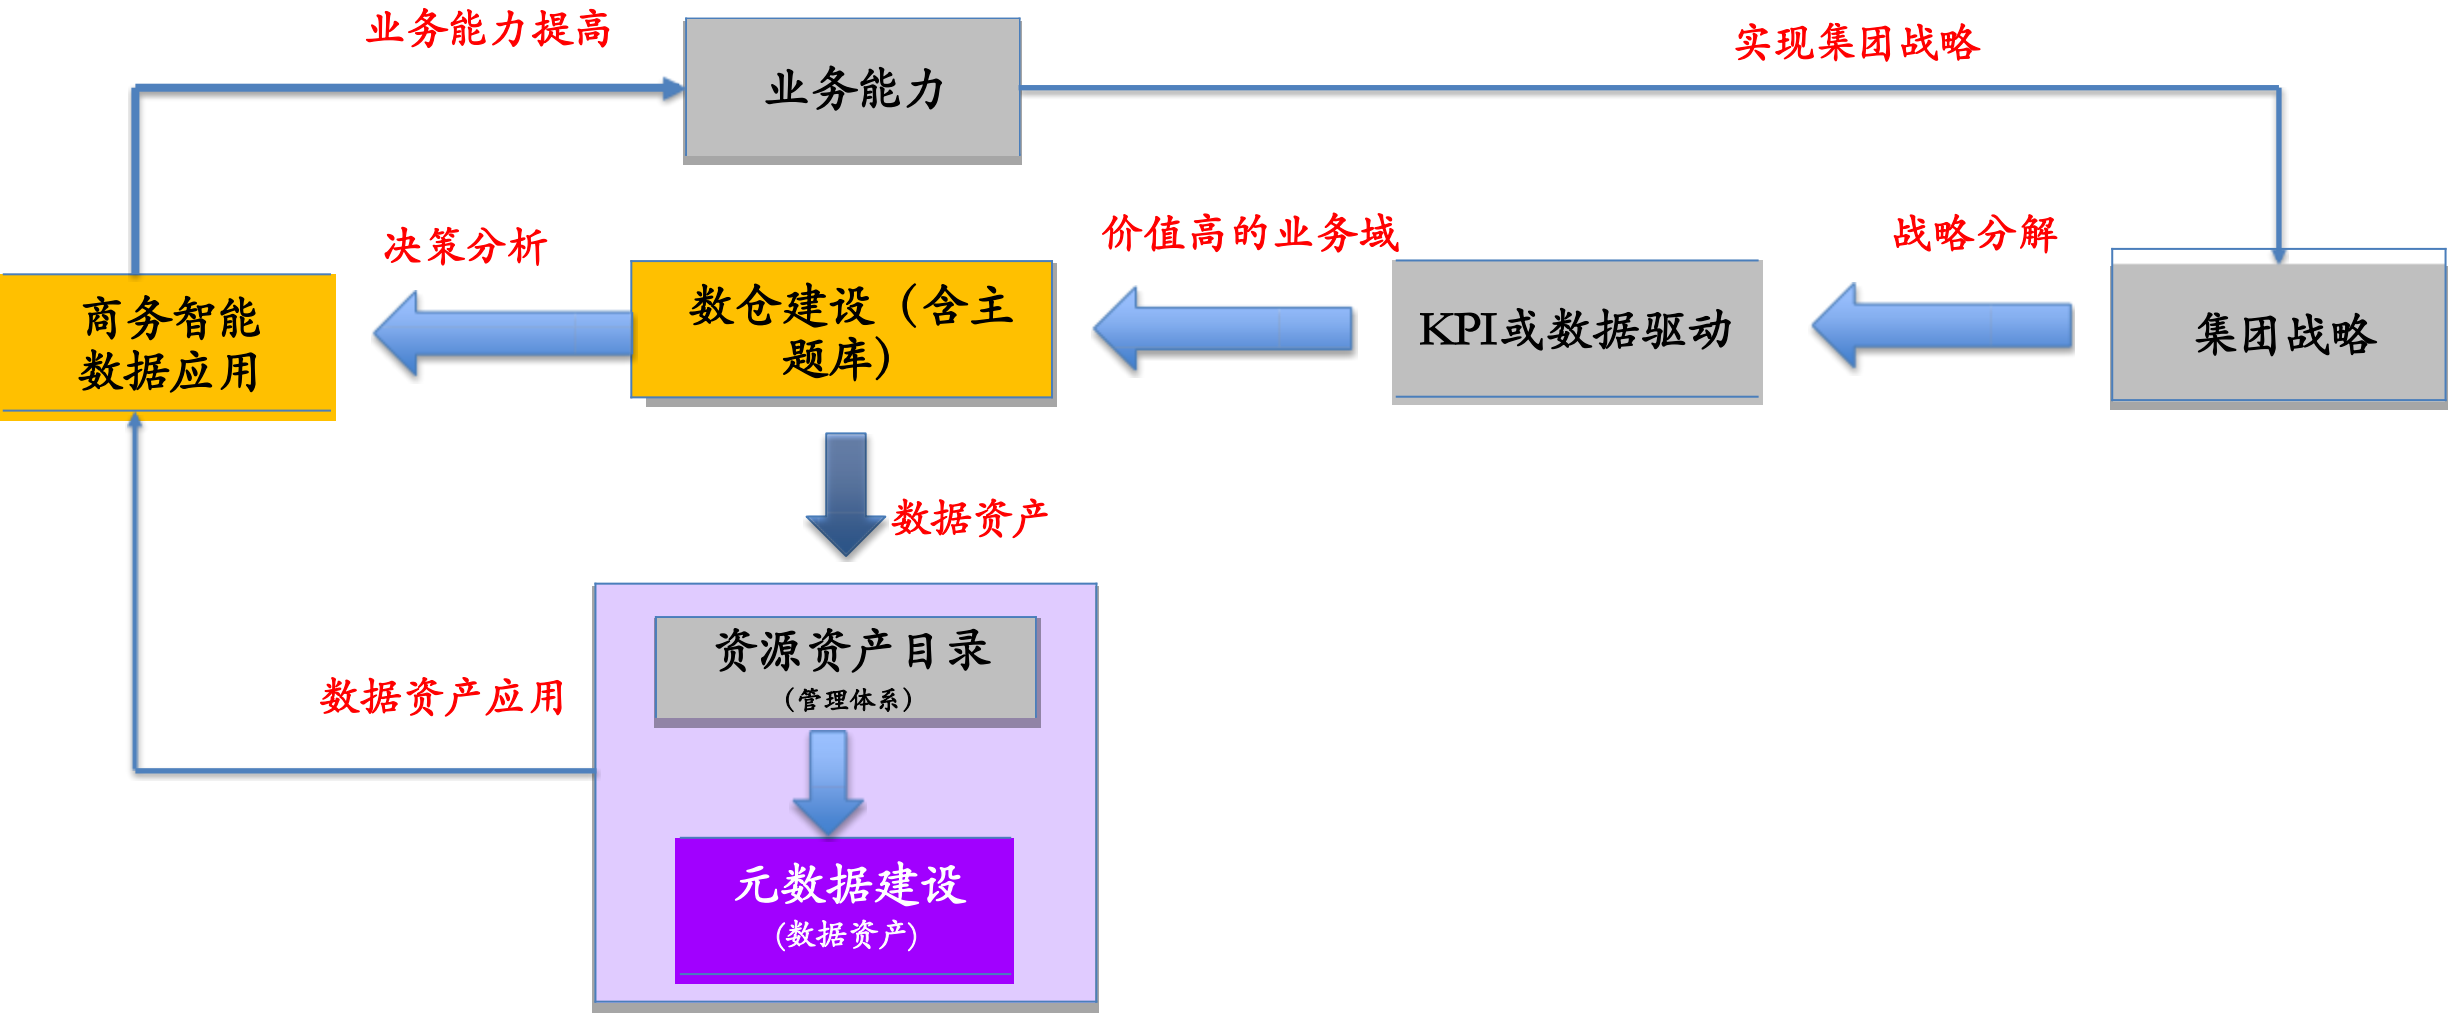 业务能力提高
业务能力
实现集团战略
决策分析
价值高的业务域
战略分解
商务智能
数据应用
数仓建设（含主
题库）
KPI或数据驱动
集团战略
数据资产
资源资产目录
（管理体系）
数据资产应用
元数据建设
(数据资产)